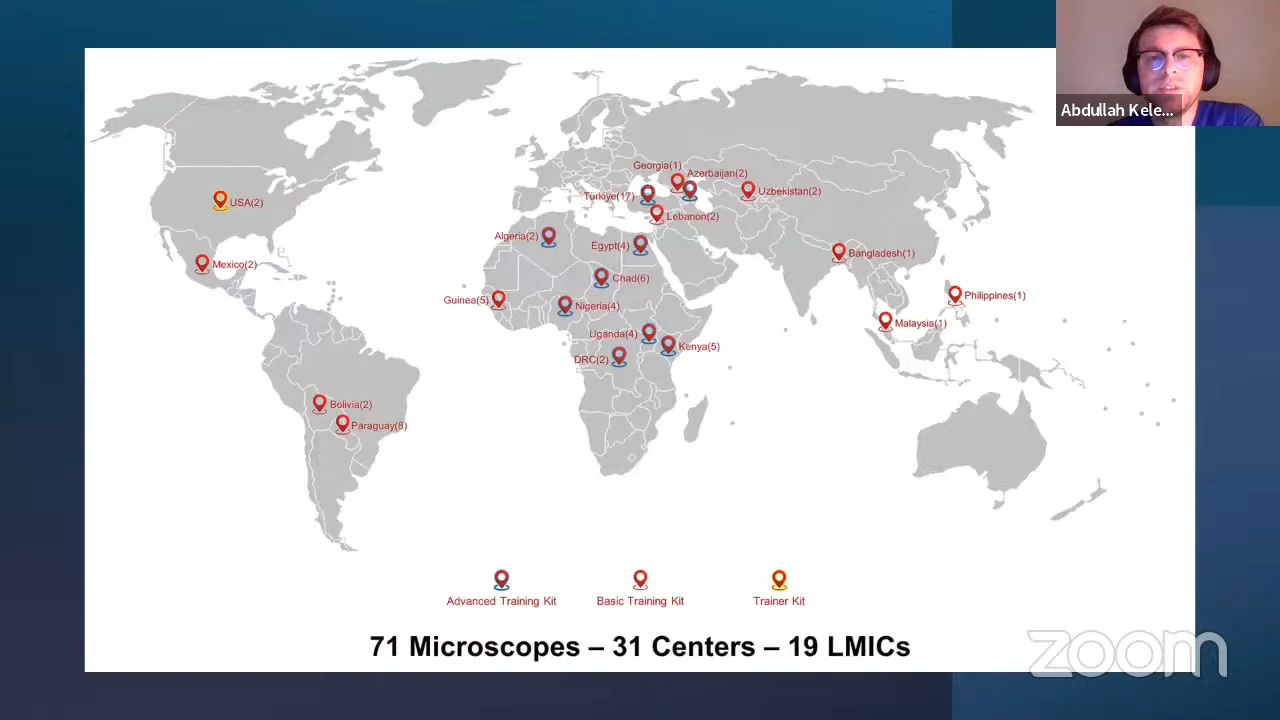 Abdullah Kele...
Georgia(1)
Azerbaijan(2)
Türkiye(17)
Uzbekistan(2)
USA(2)
Lebanon(2)
Algeria(2)
Egypt(4)
Bangladesh(1)
Mexico(2)
Chad(6)
Guinea(5)
Nigeria(4)
Philippines(1)
Uganda(4)
Malaysia(1)
Kenya(5)
DRC(2)
Bolivia(2)
Paraguay(8)
Advanced Training Kit
Basic Training Kit
Trainer Kit
71 Microscopes – 31 Centers – 19 LMICs
zoom